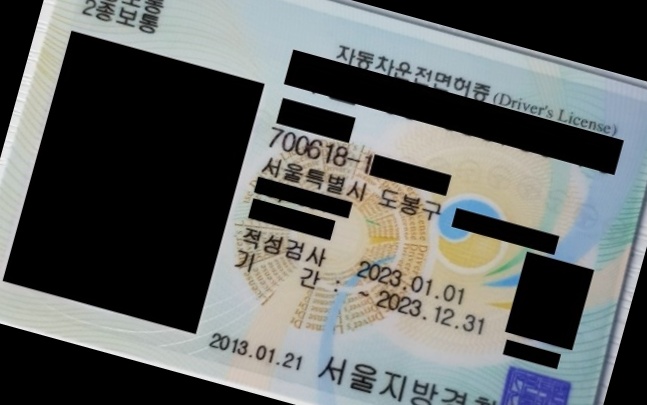 2종보통
자동차운전면허증 (Driver's License)
700618-1
서울특별시 도봉구
적성검사
기 간 : 2023.01.01
~ 2023.12.31
2013.01.21 서울지방경찰